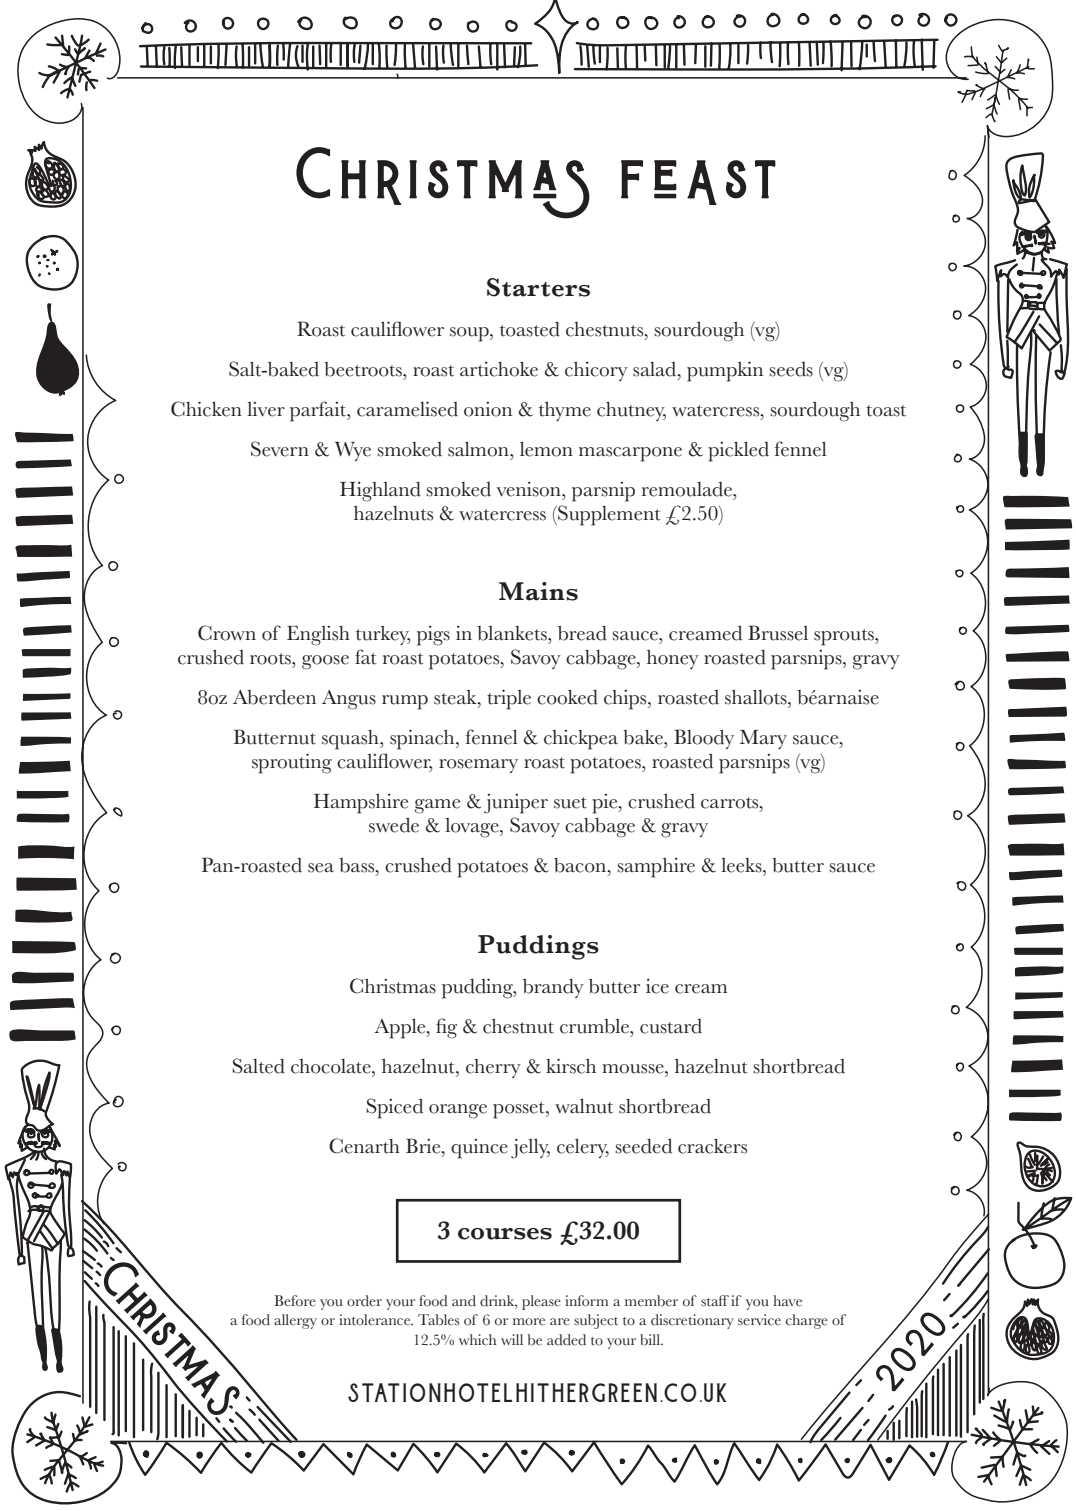 Christmas feast
Starters
Roast cauliflower soup, toasted chestnuts, sourdough (vg)
Salt-baked beetroots, roast artichoke & chicory salad, pumpkin seeds (vg)
Chicken liver parfait, caramelised onion & thyme chutney, watercress, sourdough toast
Severn & Wye smoked salmon, lemon mascarpone & pickled fennel
Highland smoked venison, parsnip remoulade,
hazelnuts & watercress (Supplement £2.50)
Mains
Crown of English turkey, pigs in blankets, bread sauce, creamed Brussel sprouts,
crushed roots, goose fat roast potatoes, Savoy cabbage, honey roasted parsnips, gravy
8oz Aberdeen Angus rump steak, triple cooked chips, roasted shallots, béarnaise
Butternut squash, spinach, fennel & chickpea bake, Bloody Mary sauce,
sprouting cauliflower, rosemary roast potatoes, roasted parsnips (vg)
Hampshire game & juniper suet pie, crushed carrots,
swede & lovage, Savoy cabbage & gravy
Pan-roasted sea bass, crushed potatoes & bacon, samphire & leeks, butter sauce
Puddings
Christmas pudding, brandy butter ice cream
Apple, fig & chestnut crumble, custard
Salted chocolate, hazelnut, cherry & kirsch mousse, hazelnut shortbread
Spiced orange posset, walnut shortbread
Cenarth Brie, quince jelly, celery, seeded crackers
3 courses £32.00
Before you order your food and drink, please inform a member of staff if you have
a food allergy or intolerance. Tables of 6 or more are subject to a discretionary service charge of
12.5% which will be added to your bill.
CHRISTMAS
2020
STATIONHOTELHITHERGREEN.CO.UK